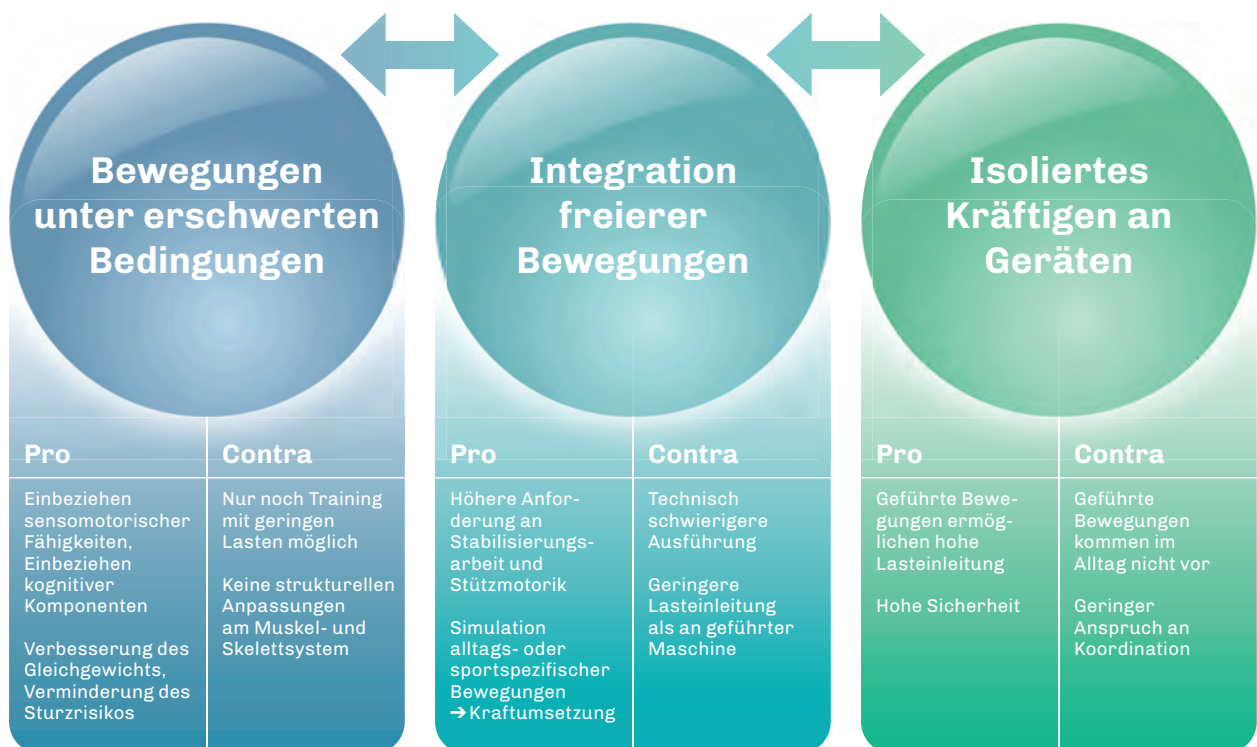 Bewegungen
unter erschwerten
Bedingungen
Pro
Einbeziehen
sensomotorischer
Fähigkeiten,
Einbeziehen
kognitiver
Komponenten
Verbesserung des
Gleichgewichts,
Verminderung des
Sturzrisikos
Contra
Nur noch Training
mit geringen
Lasten möglich
Keine strukturellen
Anpassungen
am Muskel- und
Skelettsystem
Integration
freierer
Bewegungen
Pro
Höhere Anfor-
derung an
Stabilisierungs-
arbeit und
Stützmotorik
Simulation
alltags- oder
sportspezifischer
Bewegungen
➔ Kraftumsetzung
Contra
Technisch
schwierigere
Ausführung
Geringere
Lasteinleitung
als an geführter
Maschine
Isoliertes
Kräftigen an
Geräten
Pro
Geführte Bewe-
gungen ermög-
lichen hohe
Lasteinleitung
Hohe Sicherheit
Contra
Geführte
Bewegungen
kommen im
Alltag nicht vor
Geringer
Anspruch an
Koordination